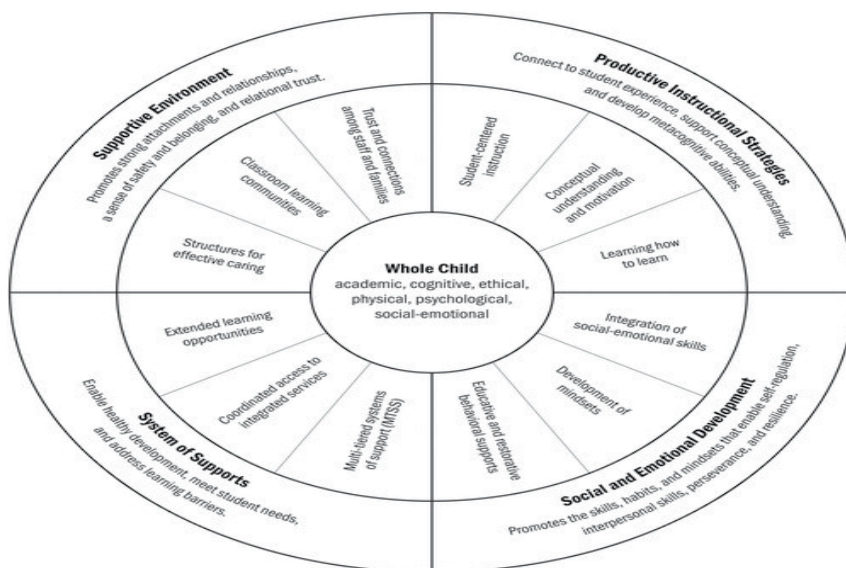 Supportive Environment
Promotes strong attachments and relationships,
a sense of safety and belonging, and relational trust.
Structures for
effective caring
Classroom learning
communities
Trust and connections
among staff and families
Productive Instructional Strategies
Connect to student experience, support conceptual understanding,
and develop metacognitive abilities.
Student-centered
instruction
Conceptual
understanding
and motivation
Learning how
to learn
Whole Child
academic, cognitive, ethical,
physical, psychological,
social-emotional
Extended learning
opportunities
Coordinated access to
integrated services
Multi-tiered systems
of support (MTSS)
System of Supports
Enable healthy development, meet student needs,
and address learning barriers.
Integration of
social-emotional skills
Development of
mindsets
Educative and restorative
behavioral supports
Social and Emotional Development
Promotes the skills, habits, and mindsets that enable self-regulation,
interpersonal skills, perseverance, and resilience.